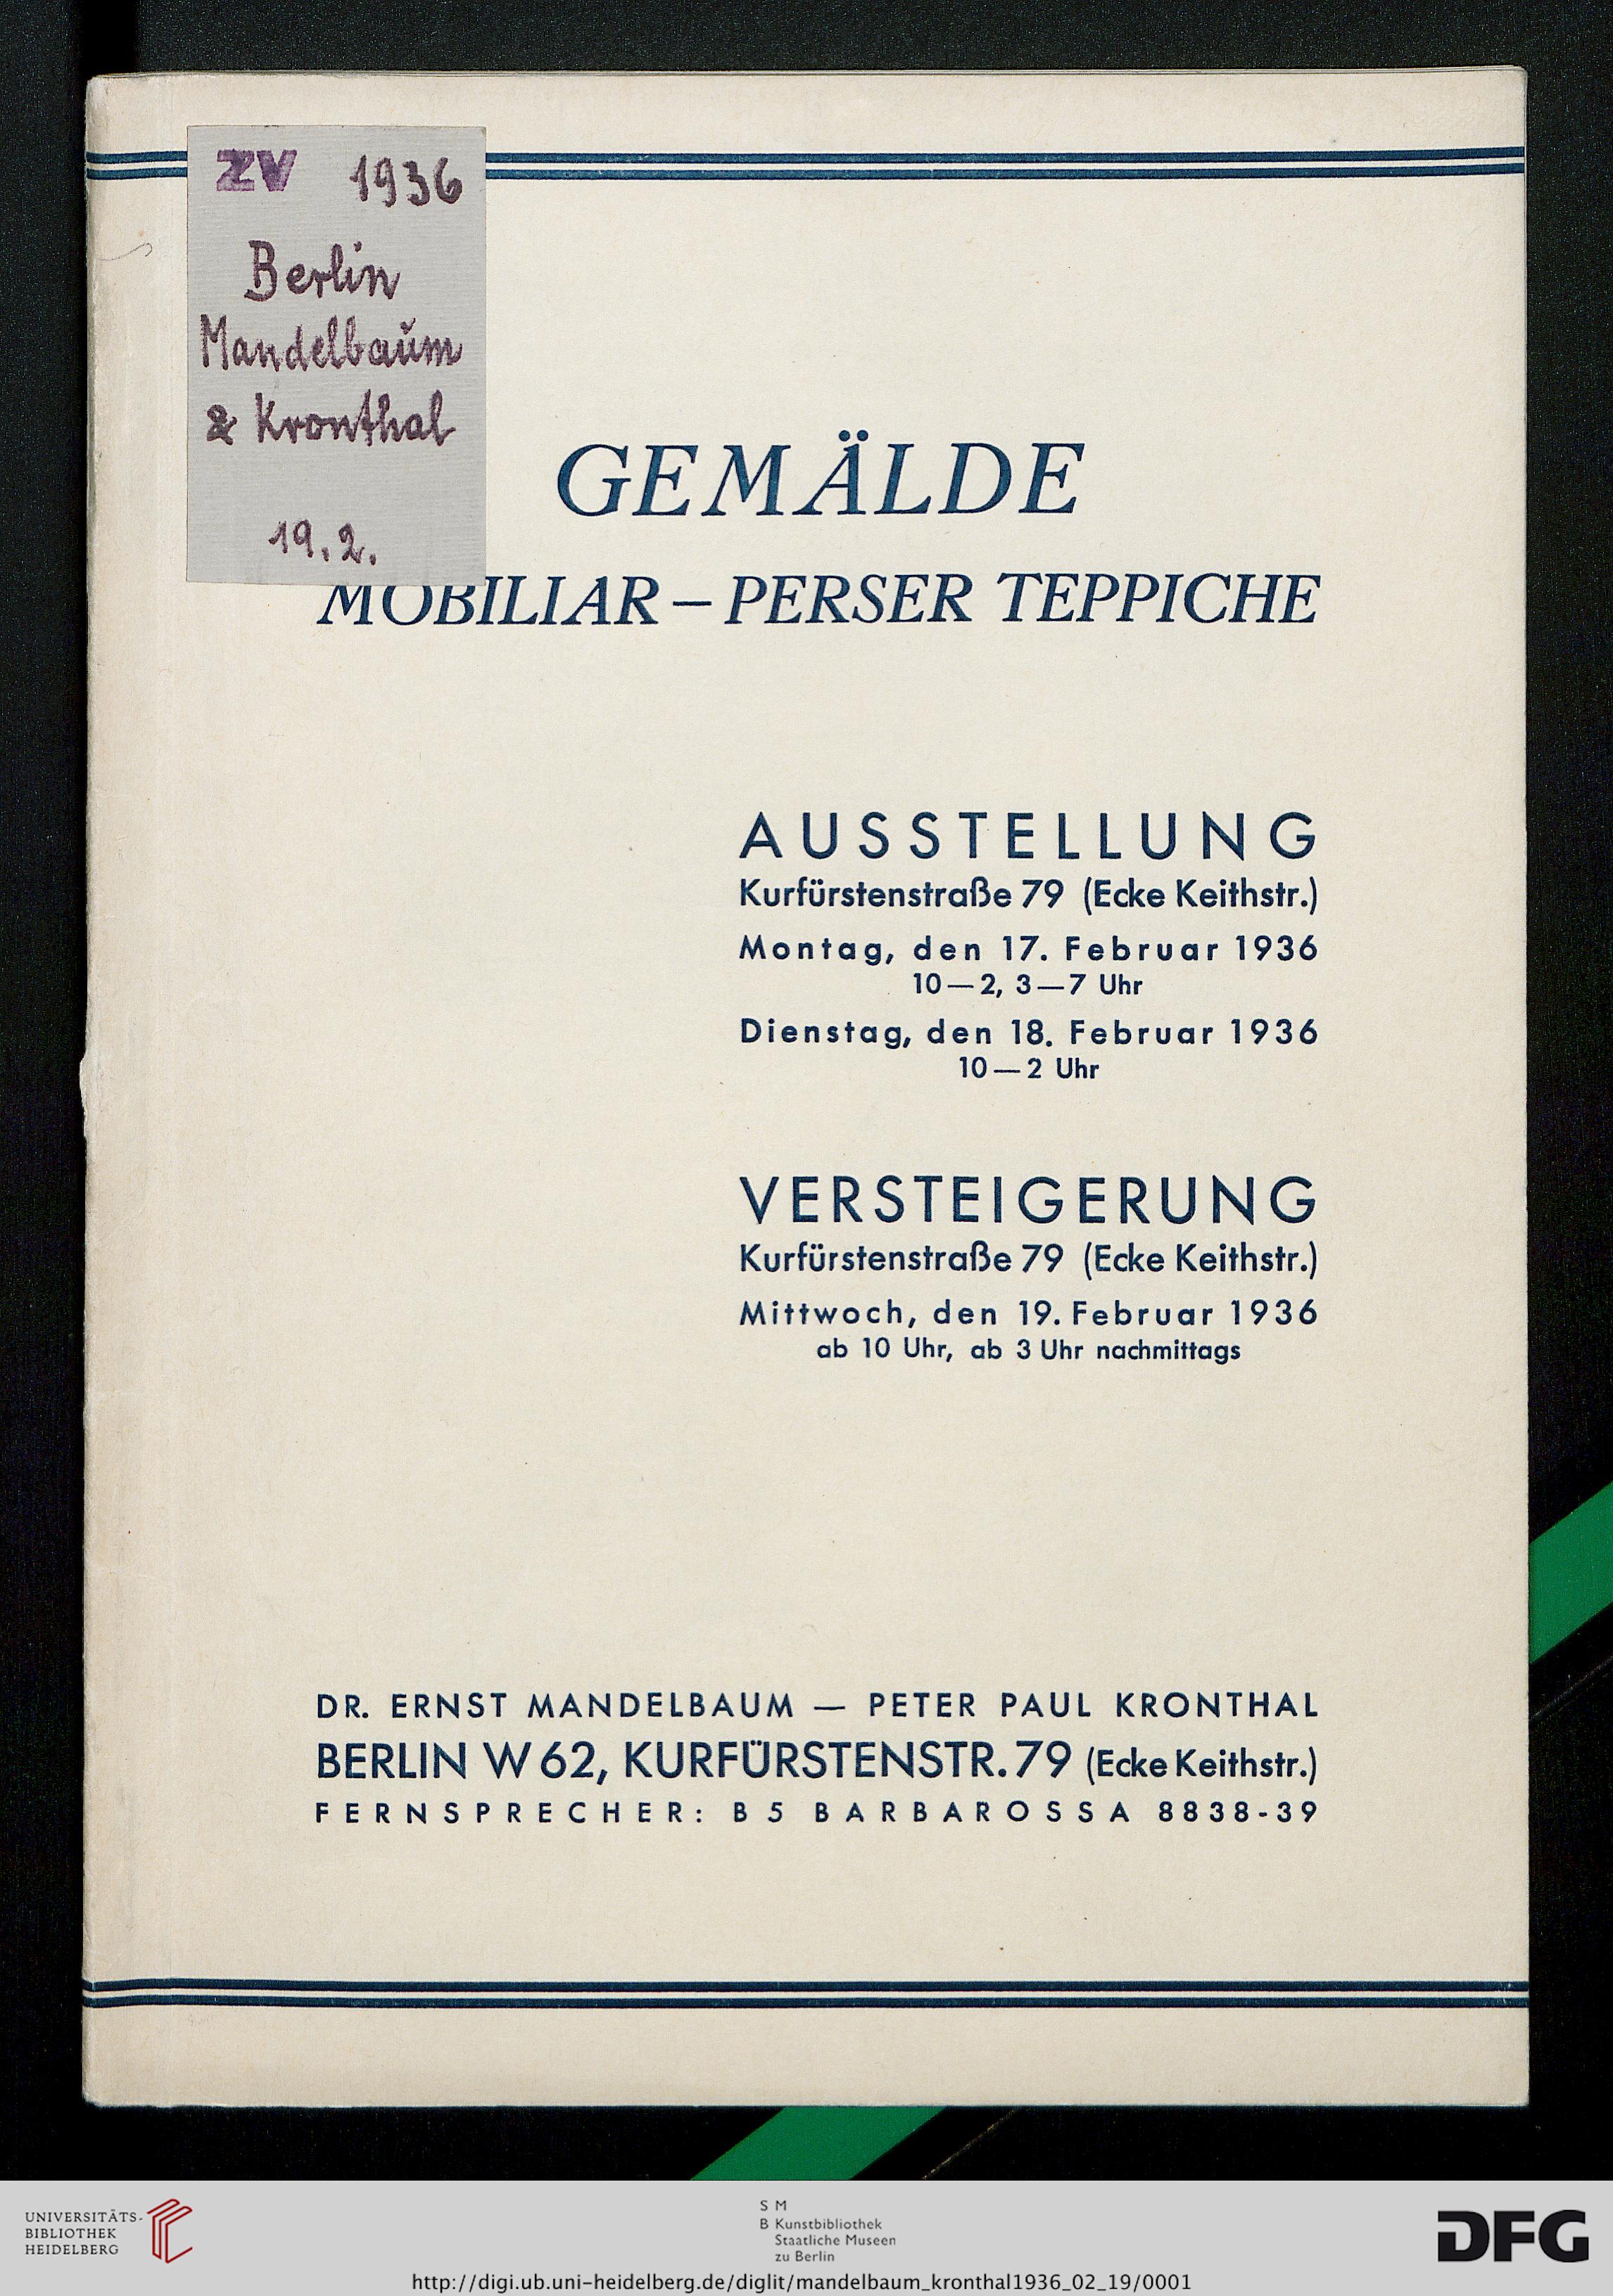 ZV 1936
Berlin
Mandelbaum
& Kronthal
19.2.
GEMÄLDE
MOBILIAR – PERSER TEPPICHE
AUSSTELLUNG
Kurfürstenstraße 79 (Ecke Keithstr.)
Montag, den 17. Februar 1936
10—2, 3—7 Uhr
Dienstag, den 18. Februar 1936
10—2 Uhr
VERSTEIGERUNG
Kurfürstenstraße 79 (Ecke Keithstr.)
Mittwoch, den 19. Februar 1936
ab 10 Uhr, ab 3 Uhr nachmittags
DR. ERNST MANDELBAUM — PETER PAUL KRONTHAL
BERLIN W 62, KURFÜRSTENSTR. 79 (Ecke Keithstr.)
FERNSPRECHER: B 5 BARBAROSSA 8838-39
UNIVERSITÄTS-
BIBLIOTHEK
HEIDELBERG
S M
B Kunstbibliothek
Staatliche Museen
zu Berlin
DFG
http://digi.ub.uni-heidelberg.de/diglit/mandelbaum_kronthal1936_02_19/0001